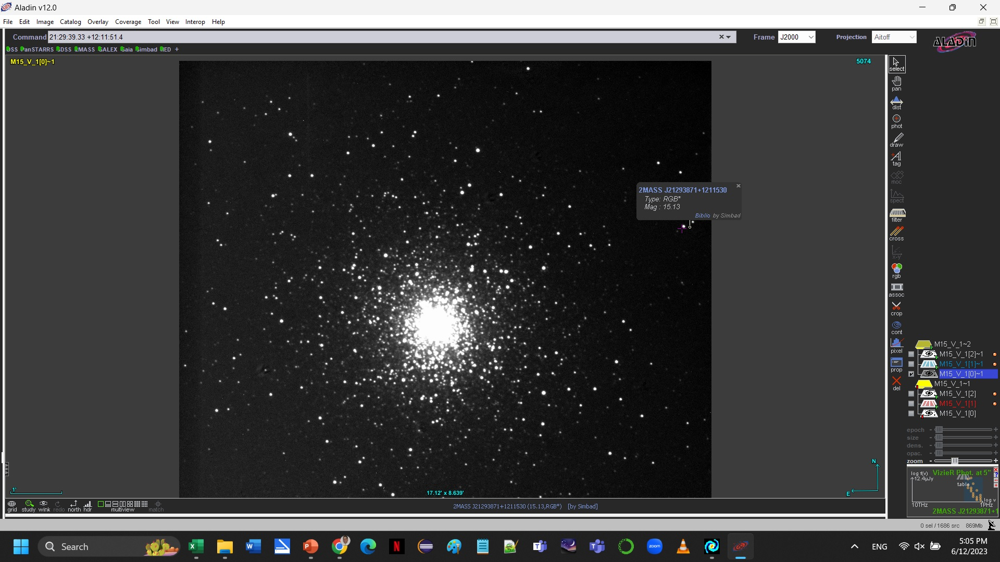 Aladin v12.0
File Edit Image Catalog Overlay Coverage Tool View Interop Help
Command 21:29:39.33 +12:11:51.4 Frame J2000 Projection Aitoff ALADIN
DSS PanSTARRS SDSS 2MASS GALEX Gaia Simbad NED +
M15_V_1[0]~1 5074
select
pan
dist
phot
draw
tag
moc
spect
filter
cross
x-y
rgb
assoc
crop
cont
pixel
prop
del
2MASS J21293871+1211530
Type: RGB*
Mag : 15.13
Biblio by Simbad
M15_V_1~2
M15_V_1[2]~1
M15_V_1[1]~1
M15_V_1[0]~1
M15_V_1~1
M15_V_1[2]
M15_V_1[1]
M15_V_1[0]
epoch - +
size - +
dens. - +
opac. - +
zoom - +
N
E
1'
17.12' x 8.639'
log f(v) VizieR Phot. at 5"
12.4µJy
table
log v
10THz 1PHz
2MASS J21293871+1
grid study wink redo north hdr multiview match
2MASS J21293871+1211530 (15.13,RGB*) [by Simbad]
0 sel / 1686 src 869Mb
Search
zoom
ENG
5:05 PM
6/12/2023